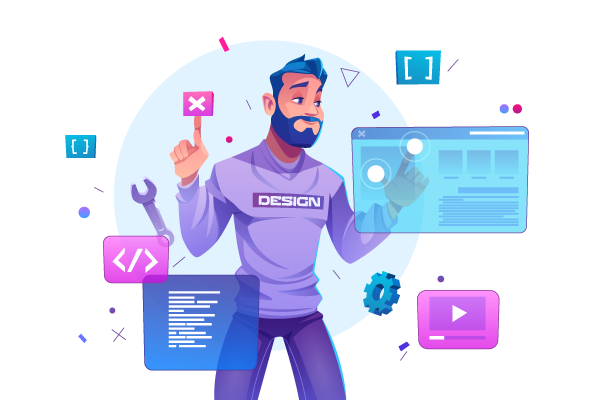 [ ]
{ }
DESIGN
</>